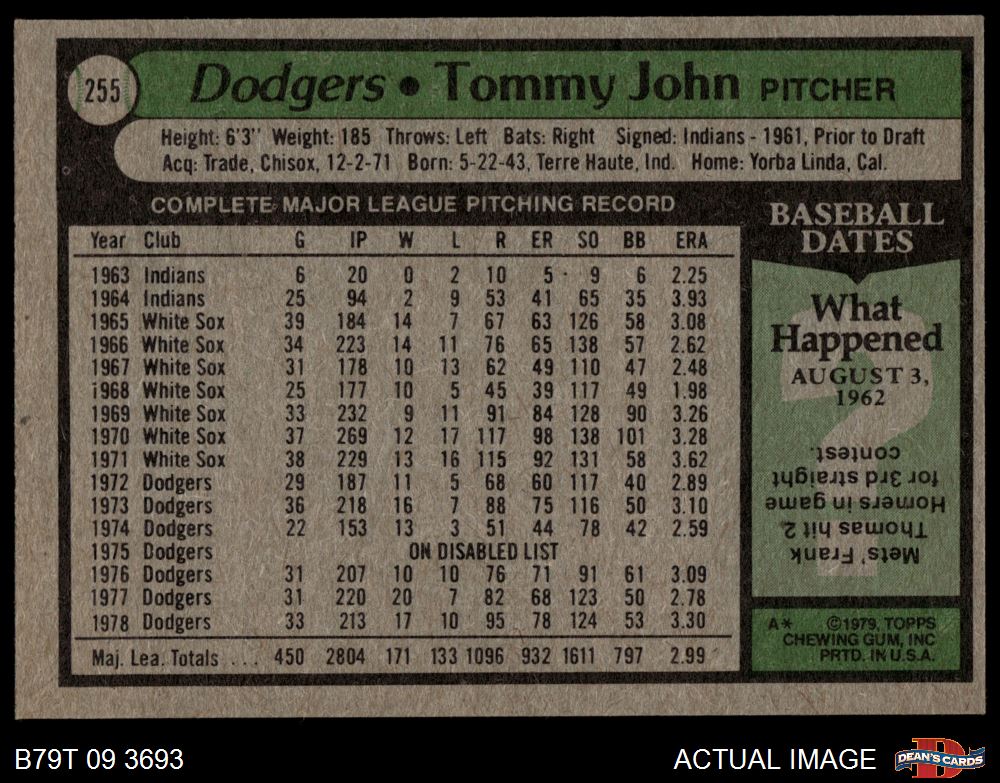 255 Dodgers • Tommy John PITCHER
Height: 6'3" Weight: 185 Throws: Left Bats: Right Signed: Indians - 1961, Prior to Draft
Acq: Trade, Chisox, 12-2-71 Born: 5-22-43, Terre Haute, Ind. Home: Yorba Linda, Cal.
COMPLETE MAJOR LEAGUE PITCHING RECORD
Year Club G IP W L R ER SO BB ERA
1963 Indians 6 20 0 2 10 5 9 6 2.25
1964 Indians 25 94 2 9 53 41 65 35 3.93
1965 White Sox 39 184 14 7 67 63 126 58 3.08
1966 White Sox 34 223 14 11 76 65 138 57 2.62
1967 White Sox 31 178 10 13 62 49 110 47 2.48
1968 White Sox 25 177 10 5 45 39 117 49 1.98
1969 White Sox 33 232 9 11 91 84 128 90 3.26
1970 White Sox 37 269 12 17 117 98 138 101 3.28
1971 White Sox 38 229 13 16 115 92 131 58 3.62
1972 Dodgers 29 187 11 5 68 60 117 40 2.89
1973 Dodgers 36 218 16 7 88 75 116 50 3.10
1974 Dodgers 22 153 13 3 51 44 78 42 2.59
1975 Dodgers ON DISABLED LIST
1976 Dodgers 31 207 10 10 76 71 91 61 3.09
1977 Dodgers 31 220 20 7 82 68 123 50 2.78
1978 Dodgers 33 213 17 10 95 78 124 53 3.30
Maj. Lea. Totals ... 450 2804 171 133 1096 932 1611 797 2.99
BASEBALL
DATES
What
Happened
AUGUST 3,
1962
Mets' Frank
Thomas hit 2
Homers in game
for 3rd straight
contest.
A* ©1979, TOPPS
CHEWING GUM, INC
PRTD. IN U.S.A.
B79T 09 3693
ACTUAL IMAGE
DEAN'S CARDS